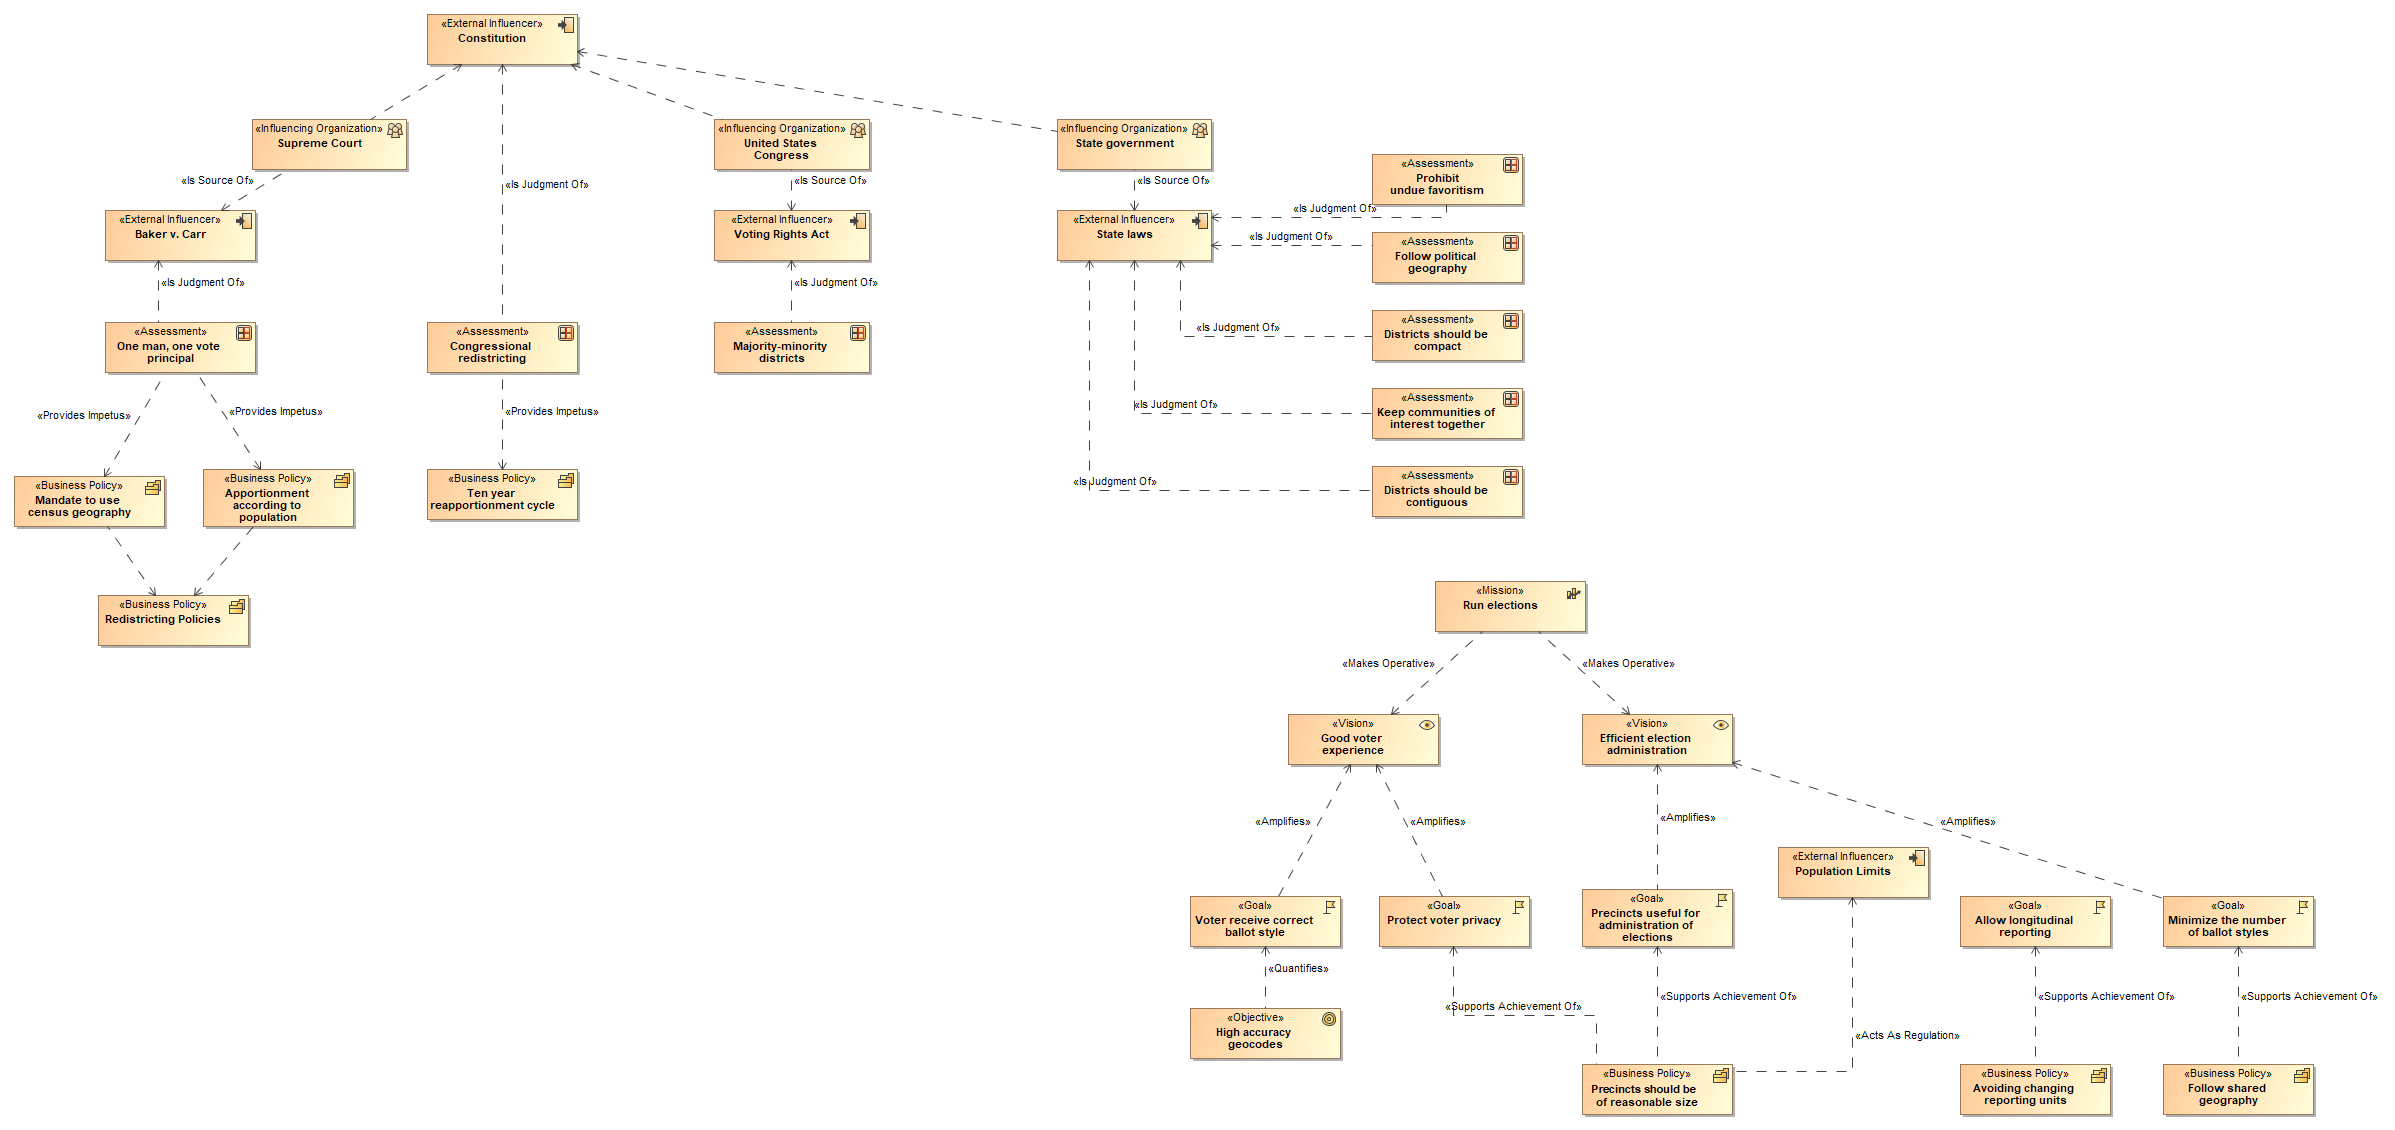 «External Influencer»
Constitution
«Influencing Organization»
Supreme Court
«Influencing Organization»
United States
Congress
«Influencing Organization»
State government
«Is Source Of»
«Is Judgment Of»
«Is Source Of»
«Is Source Of»
«Assessment»
Prohibit
undue favoritism
«Is Judgment Of»
«External Influencer»
Baker v. Carr
«External Influencer»
Voting Rights Act
«External Influencer»
State laws
«Is Judgment Of»
«Assessment»
Follow political
geography
«Is Judgment Of»
«Is Judgment Of»
«Is Judgment Of»
«Assessment»
Districts should be
compact
«Assessment»
One man, one vote
principal
«Assessment»
Congressional
redistricting
«Assessment»
Majority-minority
districts
«Provides Impetus»
«Provides Impetus»
«Provides Impetus»
«Is Judgment Of»
«Assessment»
Keep communities of
interest together
«Business Policy»
Mandate to use
census geography
«Business Policy»
Apportionment
according to
population
«Business Policy»
Ten year
reapportionment cycle
«Is Judgment Of»
«Assessment»
Districts should be
contiguous
«Business Policy»
Redistricting Policies
«Mission»
Run elections
«Makes Operative»
«Makes Operative»
«Vision»
Good voter
experience
«Vision»
Efficient election
administration
«Amplifies»
«Amplifies»
«Amplifies»
«Amplifies»
«External Influencer»
Population Limits
«Goal»
Voter receive correct
ballot style
«Goal»
Protect voter privacy
«Goal»
Precincts useful for
administration of
elections
«Goal»
Allow longitudinal
reporting
«Goal»
Minimize the number
of ballot styles
«Quantifies»
«Supports Achievement Of»
«Supports Achievement Of»
«Supports Achievement Of»
«Supports Achievement Of»
«Acts As Regulation»
«Objective»
High accuracy
geocodes
«Business Policy»
Precincts should be
of reasonable size
«Business Policy»
Avoiding changing
reporting units
«Business Policy»
Follow shared
geography